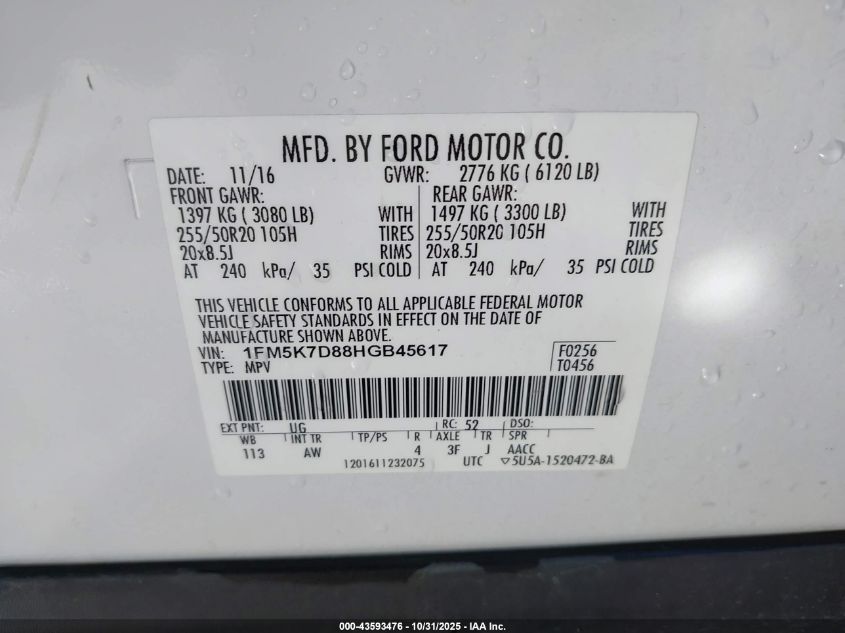 MFD. BY FORD MOTOR CO.
DATE: 11/16 GVWR: 2776 KG ( 6120 LB)
FRONT GAWR: REAR GAWR:
1397 KG ( 3080 LB) WITH 1497 KG ( 3300 LB) WITH
255/50R20 105H TIRES 255/50R20 105H TIRES
20x8.5J RIMS 20x8.5J RIMS
AT 240 kPa/ 35 PSI COLD AT 240 kPa/ 35 PSI COLD
THIS VEHICLE CONFORMS TO ALL APPLICABLE FEDERAL MOTOR
VEHICLE SAFETY STANDARDS IN EFFECT ON THE DATE OF
MANUFACTURE SHOWN ABOVE.
VIN: 1FM5K7D88HGB45617 F0256
TYPE: MPV T0456
EXT PNT: UG RC: 52 DSO:
WB INT TR TP/PS R AXLE TR SPR
113 AW 4 3F J AACC
1201611232075 UTC ▽5U5A-1520472-BA
000-43593476 - 10/31/2025 - IAA Inc.